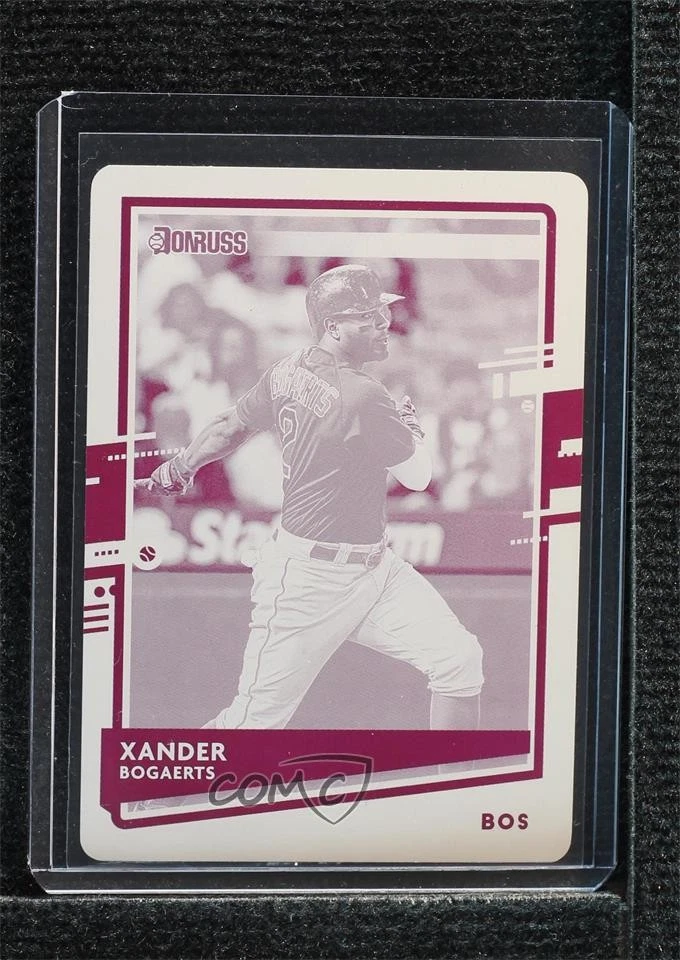 DONRUSS
BOGAERTS
2
XANDER
BOGAERTS
COMC
BOS